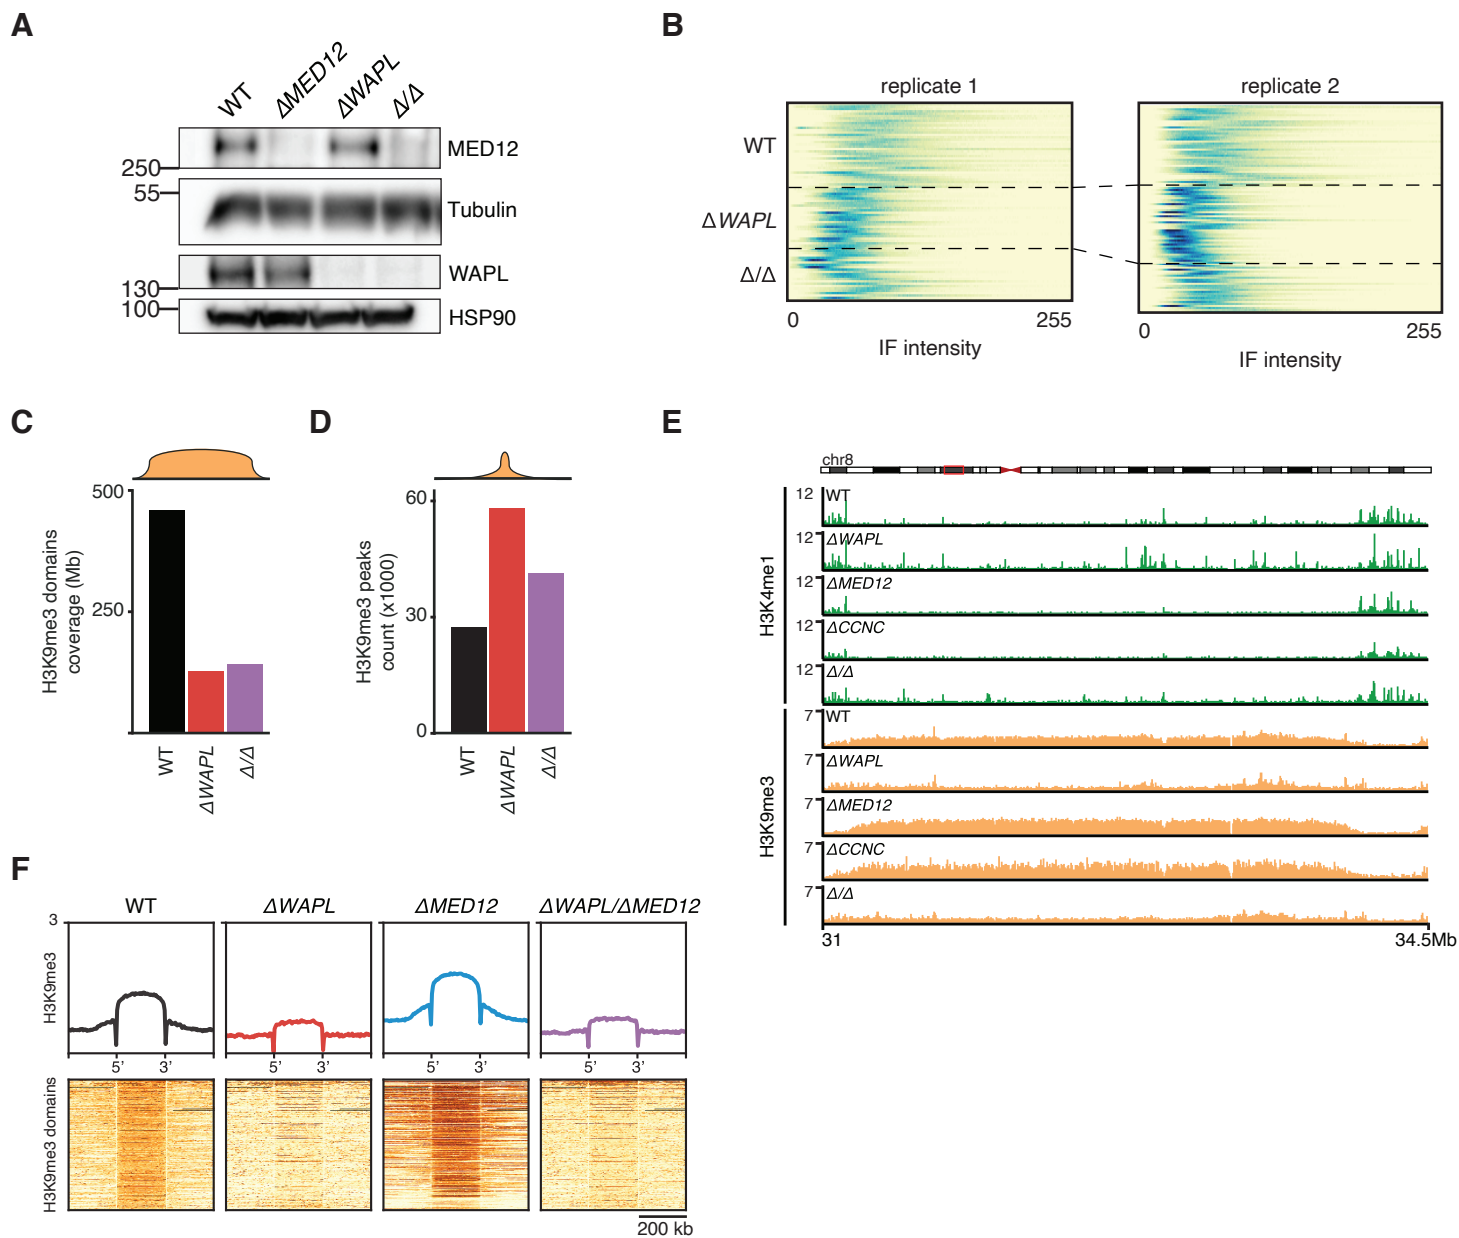 A
WT
ΔMED12
ΔWAPL
Δ/Δ
MED12
250
55
Tubulin
WAPL
130
100
HSP90
B
replicate 1
replicate 2
WT
ΔWAPL
Δ/Δ
0
255
IF intensity
0
255
IF intensity
C
500
250
H3K9me3 domains
coverage (Mb)
WT
ΔWAPL
Δ/Δ
D
60
30
0
H3K9me3 peaks
count (x1000)
WT
ΔWAPL
Δ/Δ
E
chr8
H3K4me1
12
WT
12
ΔWAPL
12
ΔMED12
12
ΔCCNC
12
Δ/Δ
H3K9me3
7
WT
7
ΔWAPL
7
ΔMED12
7
ΔCCNC
7
Δ/Δ
31
34.5Mb
F
WT
ΔWAPL
ΔMED12
ΔWAPL/ΔMED12
3
H3K9me3
5’
3’
5’
3’
5’
3’
5’
3’
H3K9me3 domains
200 kb